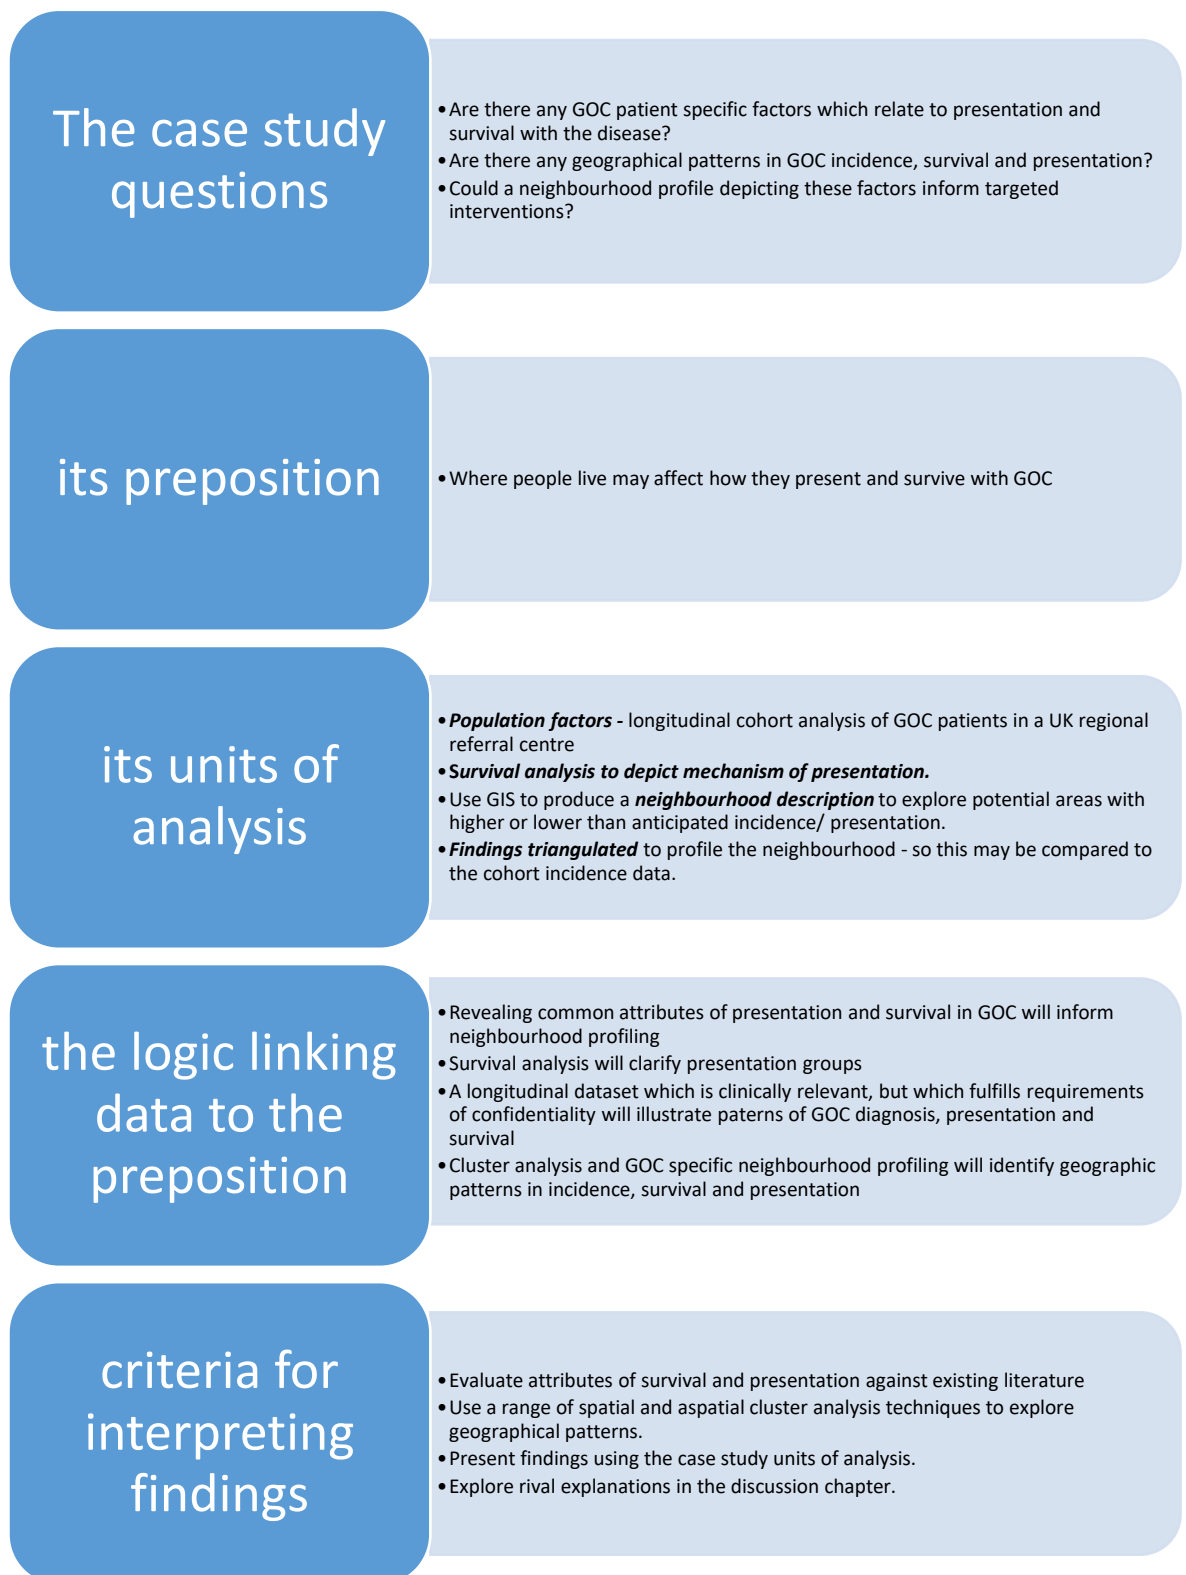 The case study
questions
•Are there any GOC patient specific factors which relate to presentation and
survival with the disease?
•Are there any geographical patterns in GOC incidence, survival and presentation?
•Could a neighbourhood profile depicting these factors inform targeted
interventions?
its preposition
•Where people live may affect how they present and survive with GOC
its units of
analysis
•Population factors - longitudinal cohort analysis of GOC patients in a UK regional
referral centre
•Survival analysis to depict mechanism of presentation.
•Use GIS to produce a neighbourhood description to explore potential areas with
higher or lower than anticipated incidence/ presentation.
•Findings triangulated to profile the neighbourhood - so this may be compared to
the cohort incidence data.
the logic linking
data to the
preposition
•Revealing common attributes of presentation and survival in GOC will inform
neighbourhood profiling
•Survival analysis will clarify presentation groups
•A longitudinal dataset which is clinically relevant, but which fulfills requirements
of confidentiality will illustrate paterns of GOC diagnosis, presentation and
survival
•Cluster analysis and GOC specific neighbourhood profiling will identify geographic
patterns in incidence, survival and presentation
criteria for
interpreting
findings
•Evaluate attributes of survival and presentation against existing literature
•Use a range of spatial and aspatial cluster analysis techniques to explore
geographical patterns.
•Present findings using the case study units of analysis.
•Explore rival explanations in the discussion chapter.